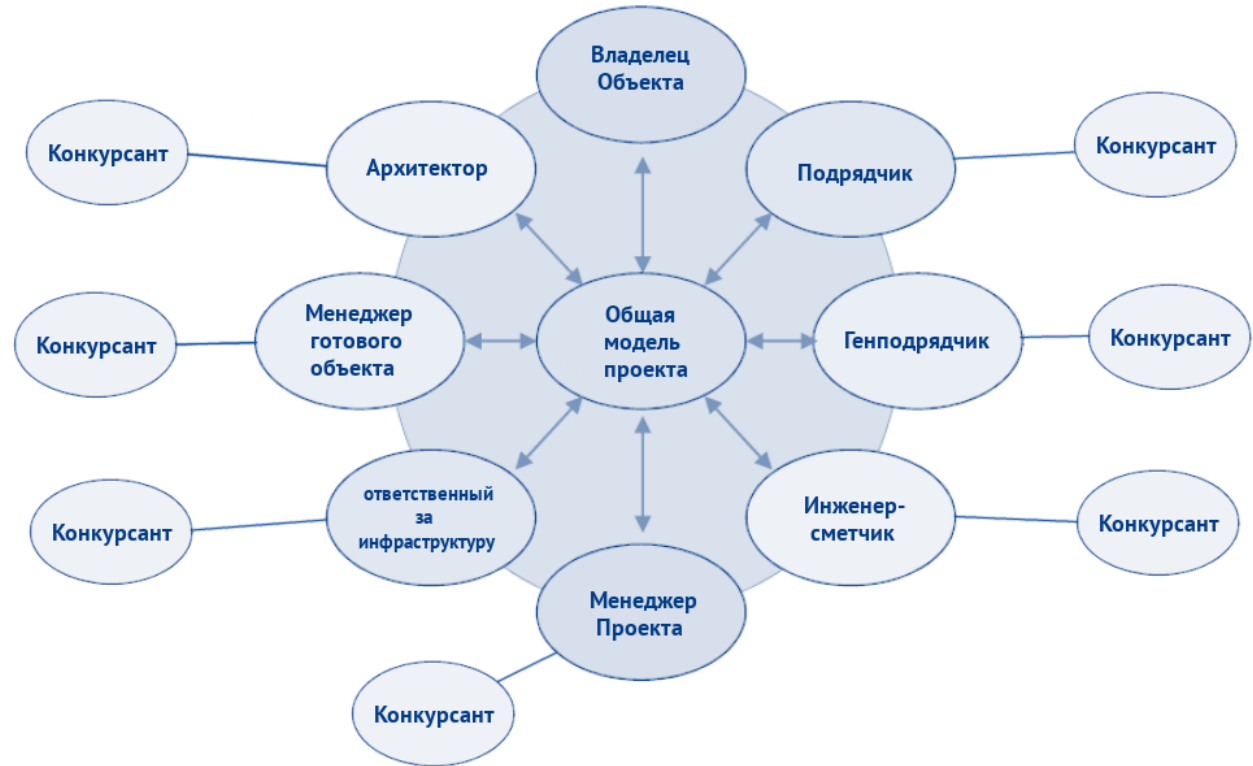 Владелец
Объекта
Конкурсант
Архитектор
Подрядчик
Конкурсант
Конкурсант
Менеджер
готового
объекта
Общая
модель
проекта
Генподрядчик
Конкурсант
Конкурсант
ответственный
за
инфраструктуру
Инженер-
сметчик
Конкурсант
Менеджер
Проекта
Конкурсант